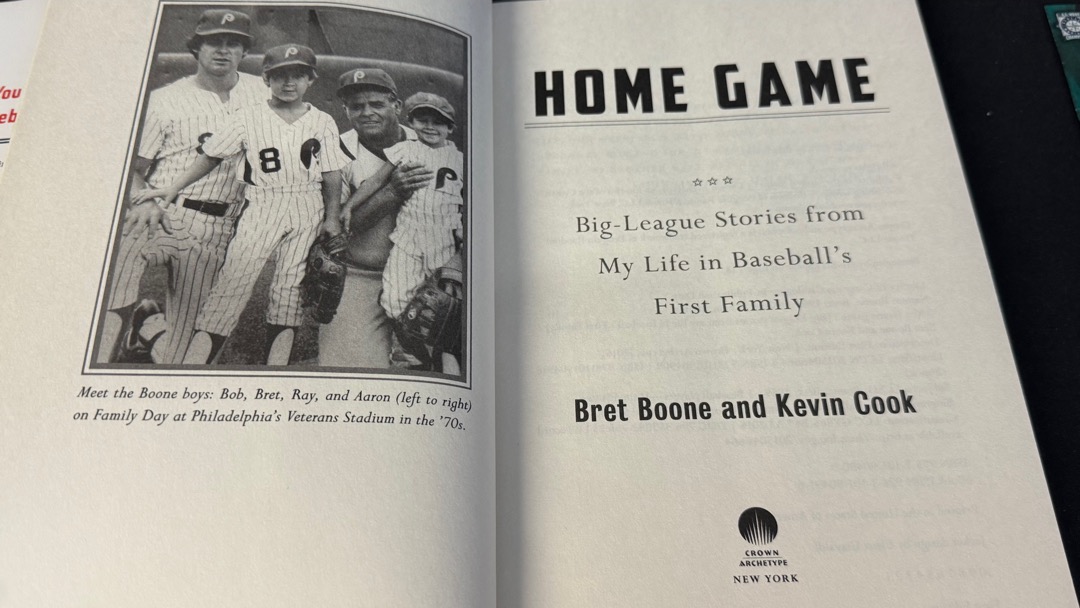 You
P
P
P
8 P
P
Meet the Boone boys: Bob, Bret, Ray, and Aaron (left to right)
on Family Day at Philadelphia's Veterans Stadium in the '70s.
HOME GAME
Big-League Stories from
My Life in Baseball's
First Family
Bret Boone and Kevin Cook
CROWN
ARCHETYPE
NEW YORK